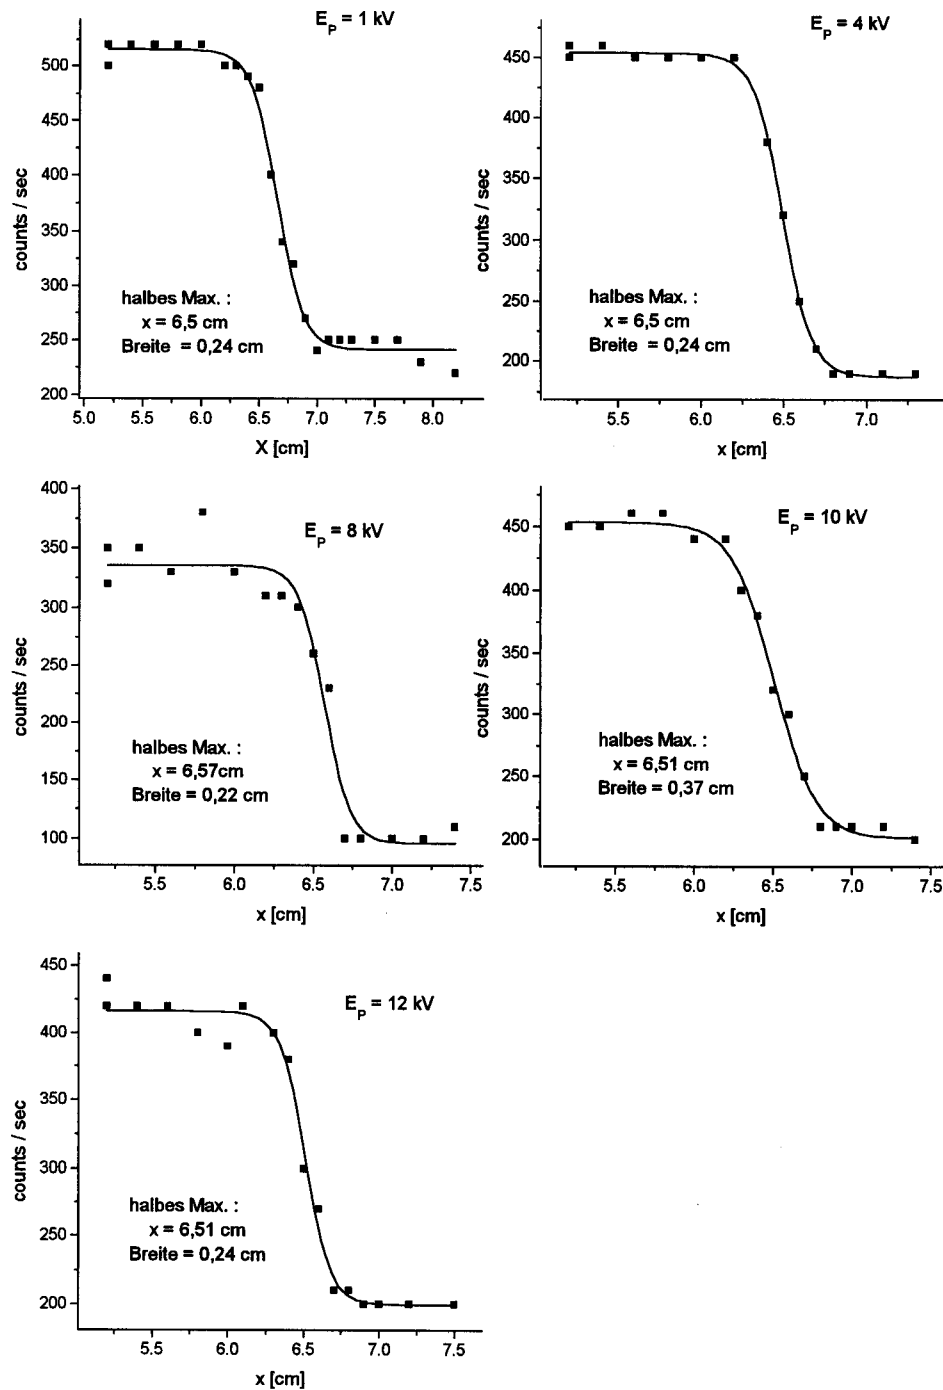 E_P = 1 kV
500
450
400
350
300
250
200
counts / sec
halbes Max. :
x = 6,5 cm
Breite = 0,24 cm
5.0 5.5 6.0 6.5 7.0 7.5 8.0
X [cm]
E_P = 4 kV
450
400
350
300
250
200
counts / sec
halbes Max. :
x = 6,5 cm
Breite = 0,24 cm
5.5 6.0 6.5 7.0
x [cm]
E_P = 8 kV
400
350
300
250
200
150
100
counts / sec
halbes Max. :
x = 6,57cm
Breite = 0,22 cm
5.5 6.0 6.5 7.0 7.5
x [cm]
E_P = 10 kV
450
400
350
300
250
200
counts / sec
halbes Max. :
x = 6,51 cm
Breite = 0,37 cm
5.5 6.0 6.5 7.0 7.5
x [cm]
E_P = 12 kV
450
400
350
300
250
200
counts / sec
halbes Max. :
x = 6,51 cm
Breite = 0,24 cm
5.5 6.0 6.5 7.0 7.5
x [cm]